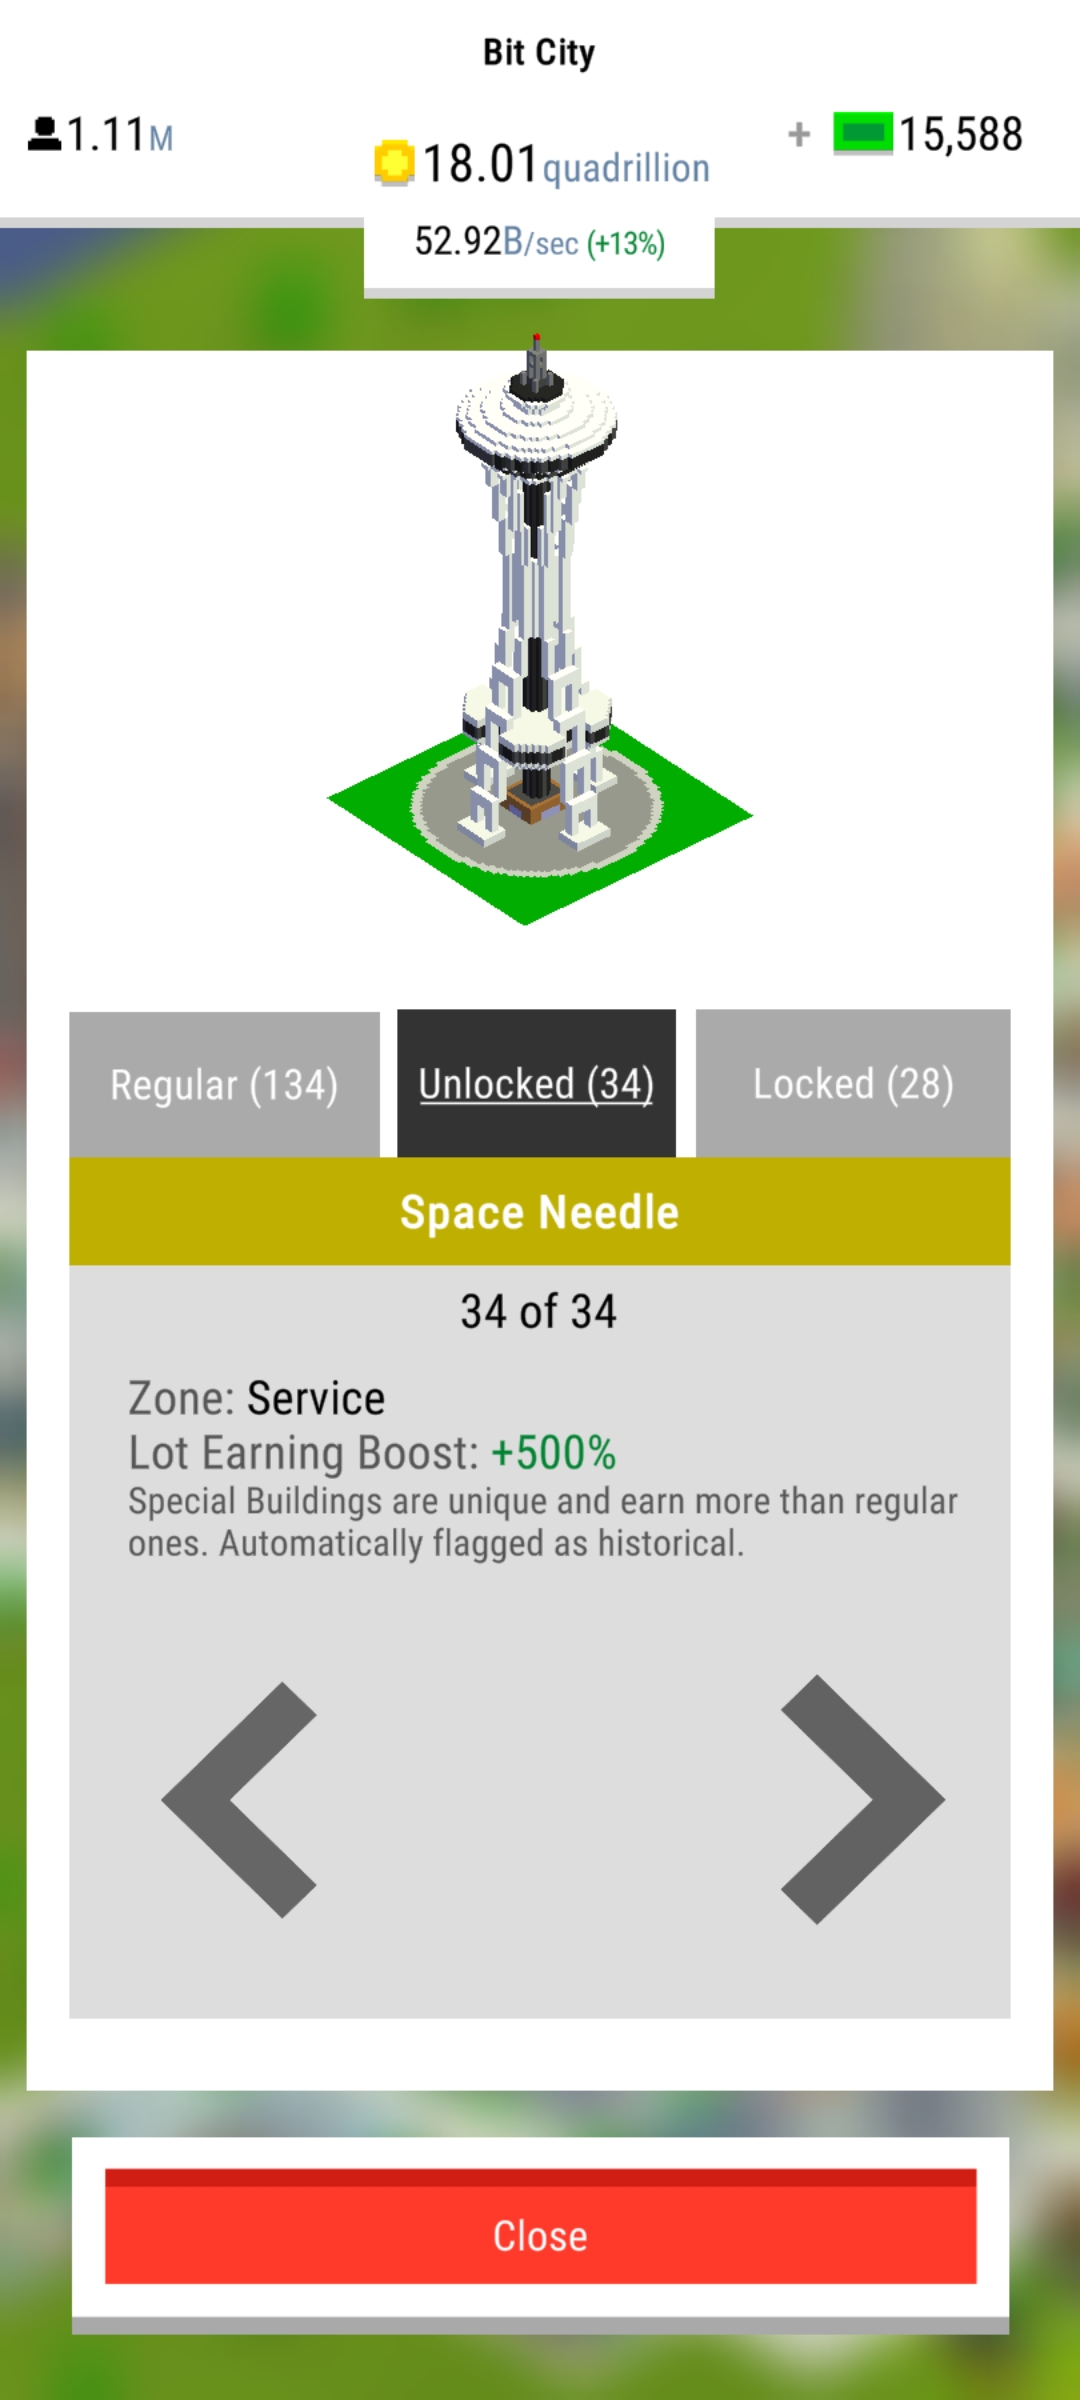 Bit City
1.11M
18.01quadrillion
+ 15,588
52.92B/sec (+13%)
Regular (134)
Unlocked (34)
Locked (28)
Space Needle
34 of 34
Zone: Service
Lot Earning Boost: +500%
Special Buildings are unique and earn more than regular
ones. Automatically flagged as historical.
Close